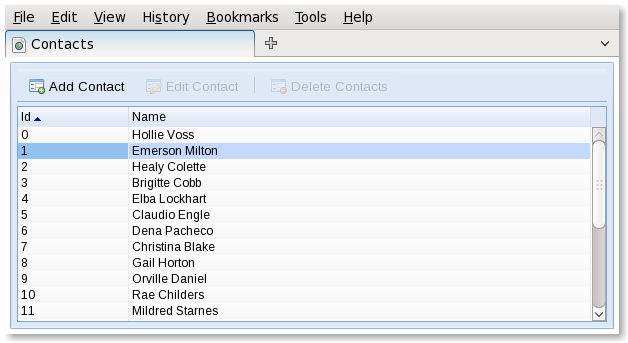 File Edit View History Bookmarks Tools Help
Contacts
Add Contact Edit Contact Delete Contacts
Id Name
0 Hollie Voss
1 Emerson Milton
2 Healy Colette
3 Brigitte Cobb
4 Elba Lockhart
5 Claudio Engle
6 Dena Pacheco
7 Christina Blake
8 Gail Horton
9 Orville Daniel
10 Rae Childers
11 Mildred Starnes